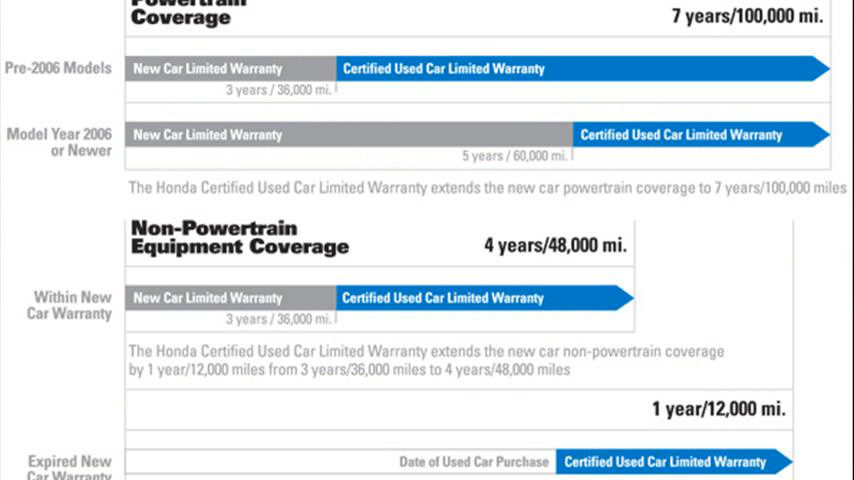 Powertrain
Coverage
7 years/100,000 mi.
Pre-2006 Models
New Car Limited Warranty
Certified Used Car Limited Warranty
3 years / 36,000 mi.
Model Year 2006
or Newer
New Car Limited Warranty
Certified Used Car Limited Warranty
5 years / 60,000 mi.
The Honda Certified Used Car Limited Warranty extends the new car powertrain coverage to 7 years/100,000 miles
Non-Powertrain
Equipment Coverage
4 years/48,000 mi.
Within New
Car Warranty
New Car Limited Warranty
Certified Used Car Limited Warranty
3 years / 36,000 mi.
The Honda Certified Used Car Limited Warranty extends the new car non-powertrain coverage
by 1 year/12,000 miles from 3 years/36,000 miles to 4 years/48,000 miles
1 year/12,000 mi.
Expired New
Car Warranty
Date of Used Car Purchase
Certified Used Car Limited Warranty